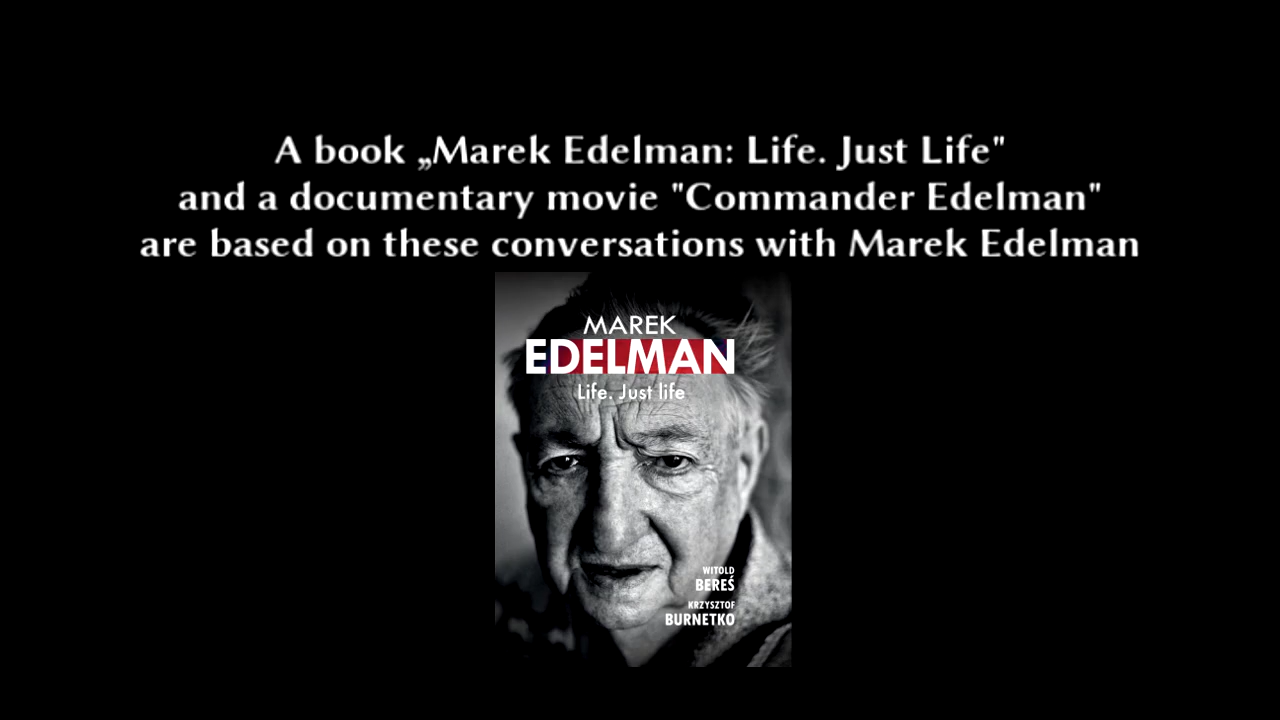 A book „Marek Edelman: Life. Just Life"
and a documentary movie "Commander Edelman"
are based on these conversations with Marek Edelman
MAREK
EDELMAN
Life. Just life
WITOLD
BEREŚ
KRZYSZTOF
BURNETKO